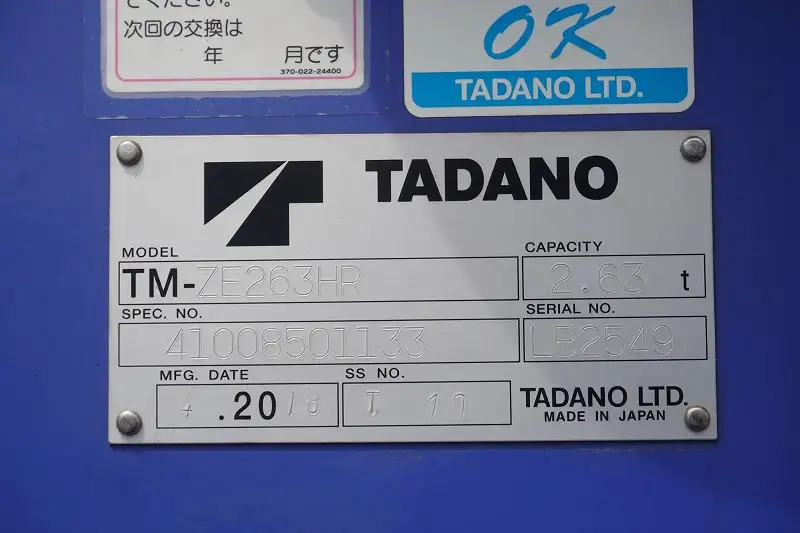 てください。
次回の交換は
年 月です
370-022-24400
OK
TADANO LTD.
TADANO
MODEL
TM-ZE263HR
CAPACITY
2.63 t
SPEC. NO.
41008501133
SERIAL NO.
LB2549
MFG. DATE
4 .2018
SS NO.
T 11
TADANO LTD.
MADE IN JAPAN